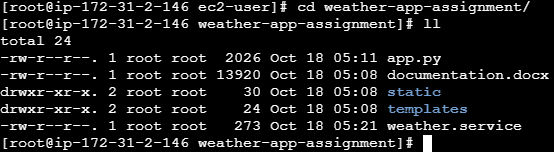 [root@ip-172-31-2-146 ec2-user]# cd weather-app-assignment/
[root@ip-172-31-2-146 weather-app-assignment]# ll
total 24
-rw-r--r--. 1 root root  2026 Oct 18 05:11 app.py
-rw-r--r--. 1 root root 13920 Oct 18 05:08 documentation.docx
drwxr-xr-x. 2 root root    30 Oct 18 05:08 static
drwxr-xr-x. 2 root root    24 Oct 18 05:08 templates
-rw-r--r--. 1 root root   273 Oct 18 05:21 weather.service
[root@ip-172-31-2-146 weather-app-assignment]#